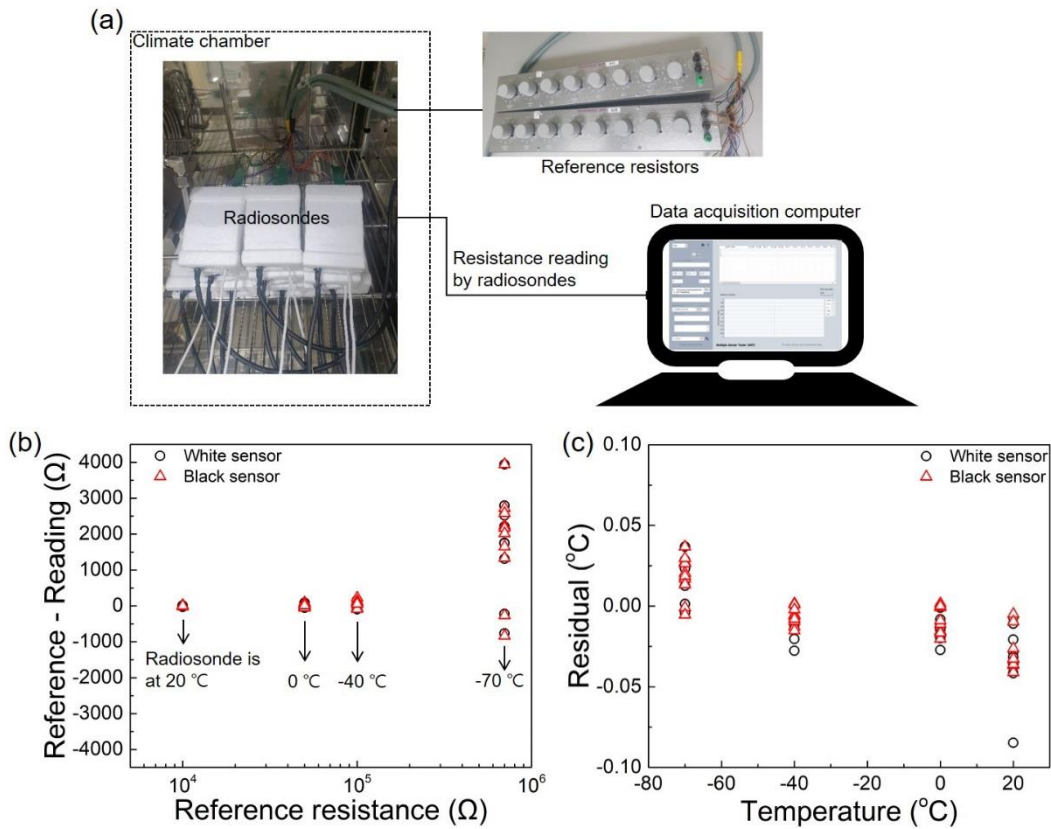 (a)
Climate chamber
Radiosondes
Reference resistors
Data acquisition computer
Resistance reading
by radiosondes
(b)
White sensor
Black sensor
4000
3000
2000
1000
0
-1000
-2000
-3000
-4000
Radiosonde is
at 20 ℃
0 ℃
-40 ℃
-70 ℃
10⁴
10⁵
10⁶
Reference - Reading (Ω)
Reference resistance (Ω)
(c)
White sensor
Black sensor
0.10
0.05
0.00
-0.05
-0.10
-80
-60
-40
-20
0
20
Residual (°C)
Temperature (°C)